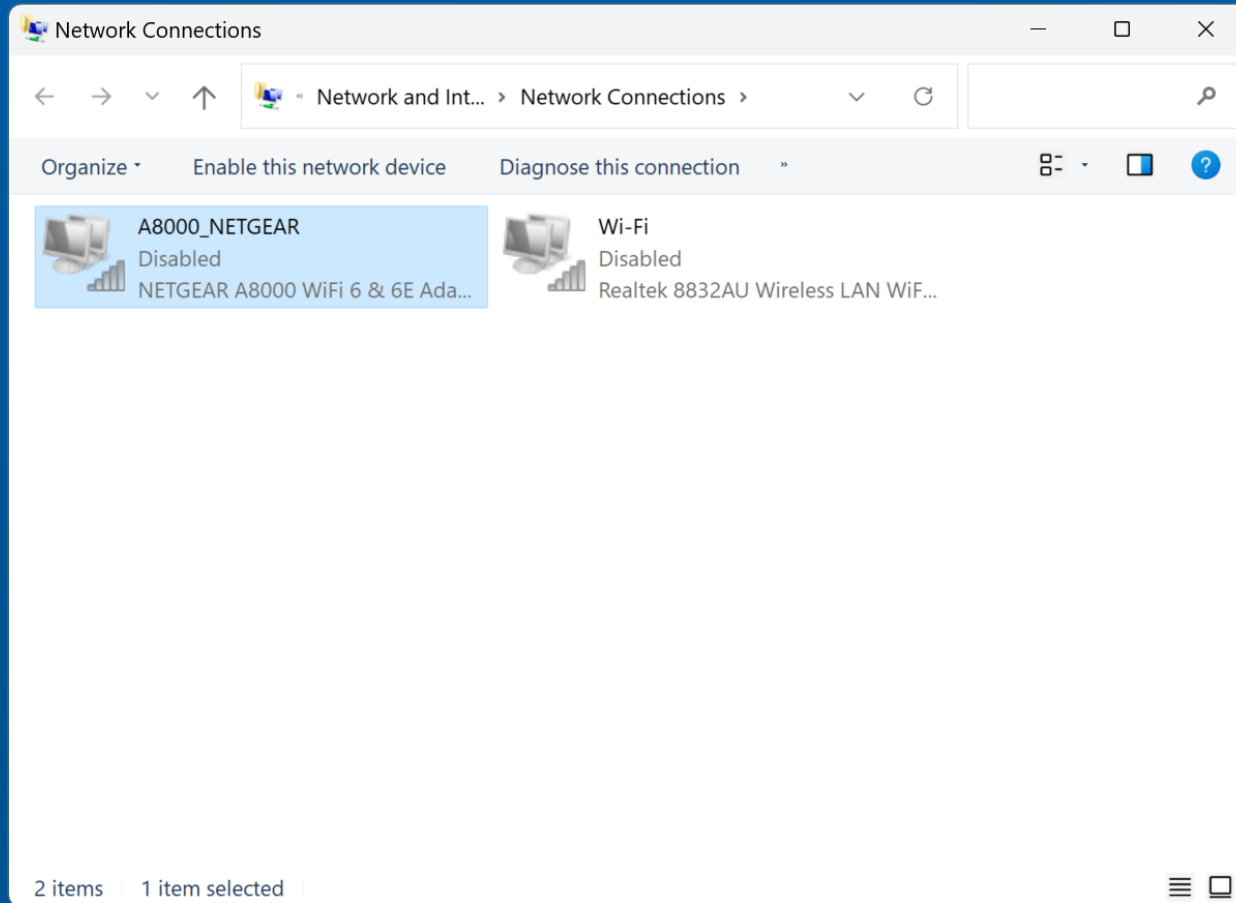 Network Connections
« Network and Int... › Network Connections ›
Organize Enable this network device Diagnose this connection »
A8000_NETGEAR
Disabled
NETGEAR A8000 WiFi 6 & 6E Ada...
Wi-Fi
Disabled
Realtek 8832AU Wireless LAN WiF...
2 items 1 item selected